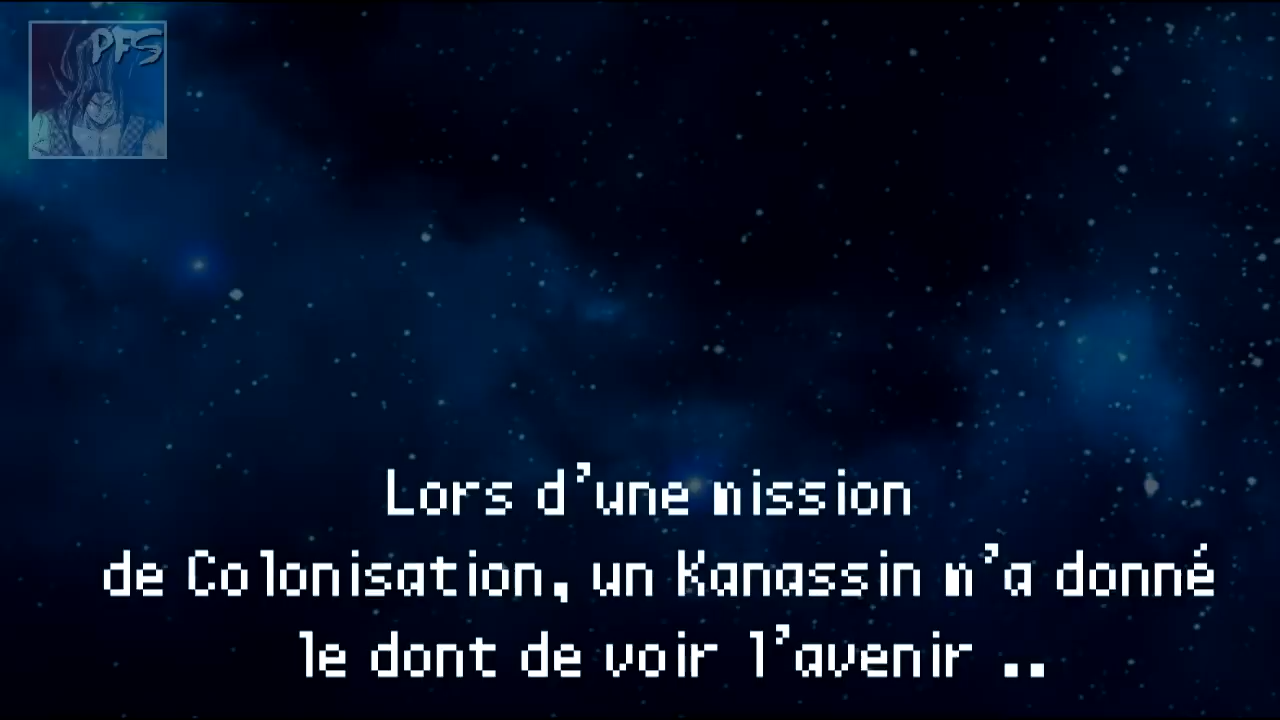 PFS
Lors d'une mission
de Colonisation, un Kanassin m'a donné
le dont de voir l'avenir ..